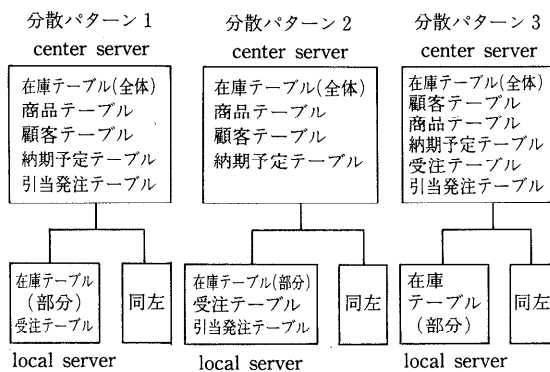 分散パターン1
center server
在庫テーブル(全体)
商品テーブル
顧客テーブル
納期予定テーブル
引当発注テーブル
在庫テーブル
(部分)
受注テーブル
同左
local server
分散パターン2
center server
在庫テーブル(全体)
商品テーブル
顧客テーブル
納期予定テーブル
在庫テーブル(部分)
受注テーブル
引当発注テーブル
同左
local server
分散パターン3
center server
在庫テーブル(全体)
顧客テーブル
商品テーブル
納期予定テーブル
受注テーブル
引当発注テーブル
在庫
テーブル
(部分)
同左
local server